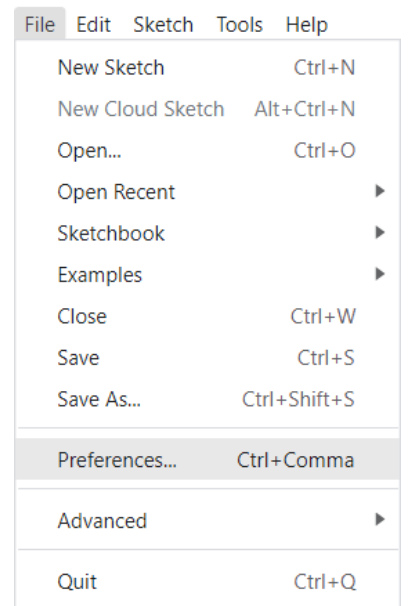 File Edit Sketch Tools Help
New Sketch Ctrl+N
New Cloud Sketch Alt+Ctrl+N
Open... Ctrl+O
Open Recent
Sketchbook
Examples
Close Ctrl+W
Save Ctrl+S
Save As... Ctrl+Shift+S
Preferences... Ctrl+Comma
Advanced
Quit Ctrl+Q